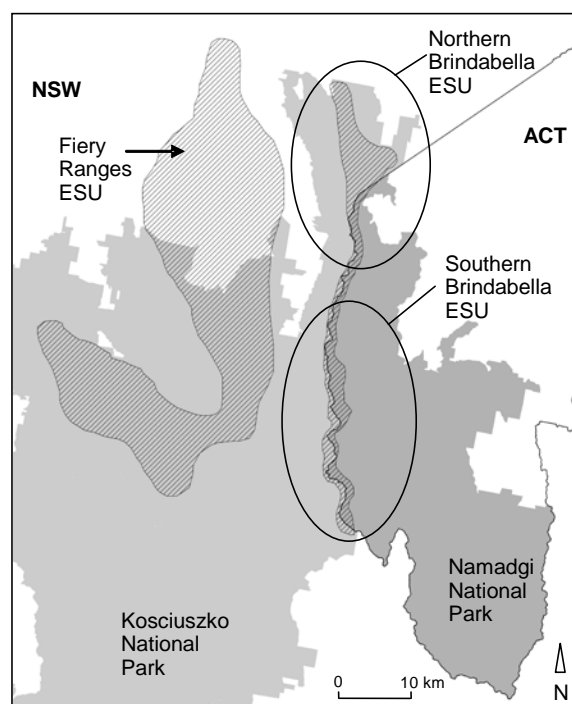 Northern
Brindabella
ESU
NSW
ACT
Fiery
Ranges
ESU
Southern
Brindabella
ESU
Namadgi
National
Park
Kosciuszko
National
Park
0 10 km
N